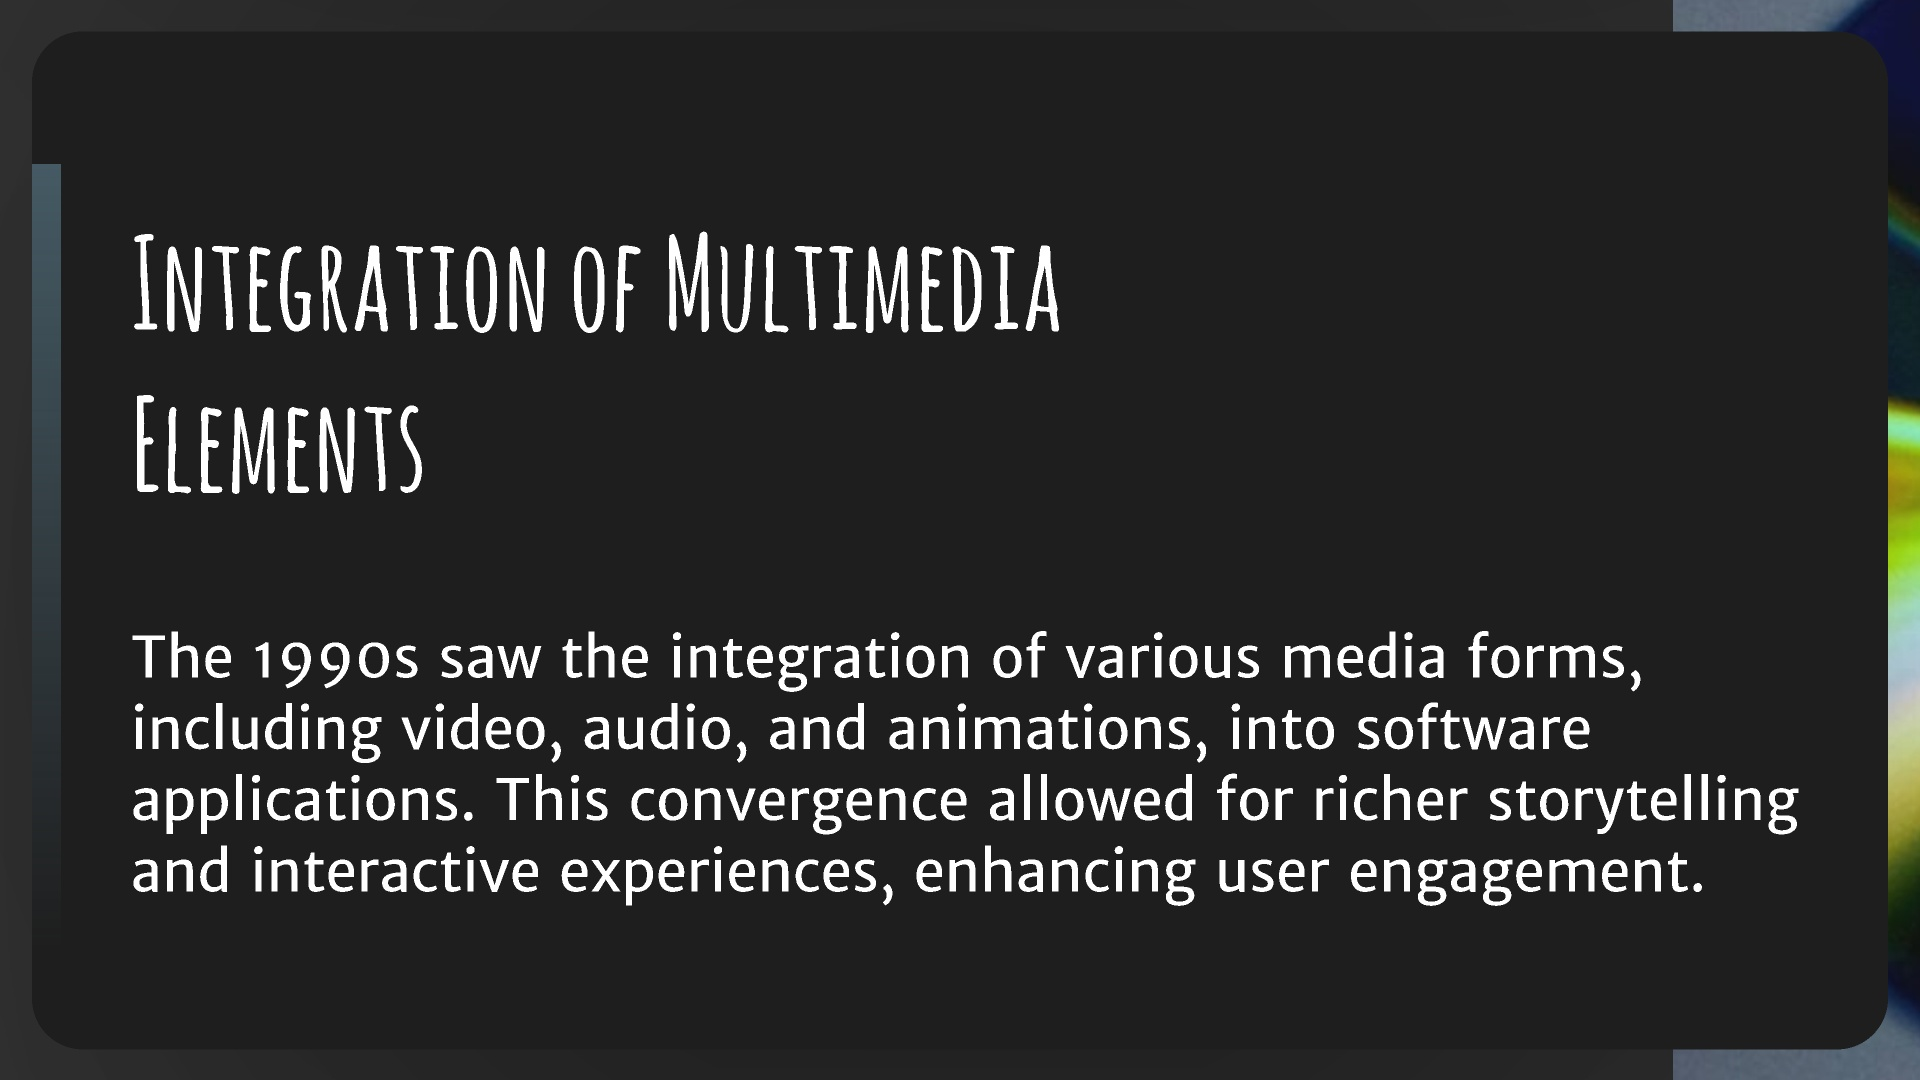 Integration of Multimedia
Elements
The 1990s saw the integration of various media forms,
including video, audio, and animations, into software
applications. This convergence allowed for richer storytelling
and interactive experiences, enhancing user engagement.